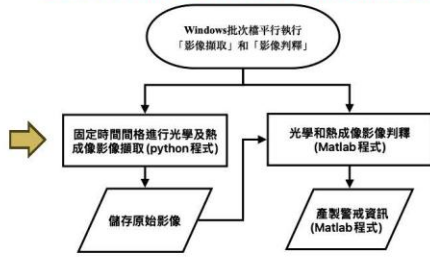 Windows批次檔平行執行
「影像擷取」和「影像判釋」
固定時間間格進行光學及熱
成像影像擷取(python程式)
光學和熱成像影像判釋
(Matlab程式)
儲存原始影像
產製警戒資訊
(Matlab程式)